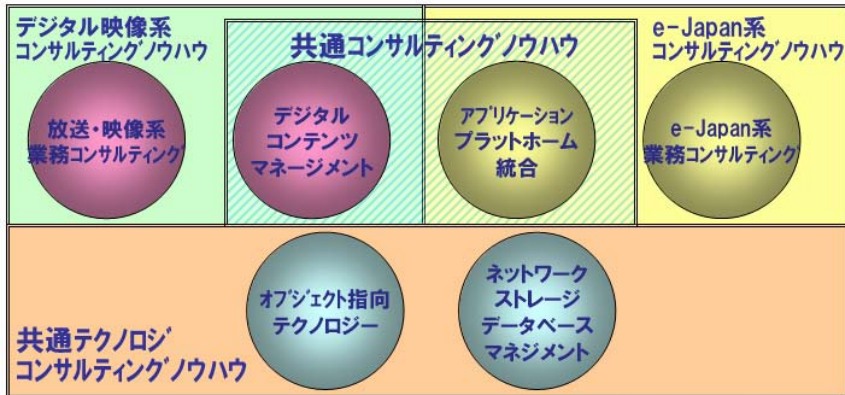 デジタル映像系
コンサルティングノウハウ
共通コンサルティングノウハウ
e-Japan系
コンサルティングノウハウ
放送・映像系
業務コンサルティング
デジタル
コンテンツ
マネージメント
アプリケーション
プラットホーム
統合
e-Japan系
業務コンサルティング
オブジェクト指向
テクノロジー
ネットワーク
ストレージ
データベース
マネジメント
共通テクノロジ
コンサルティングノウハウ